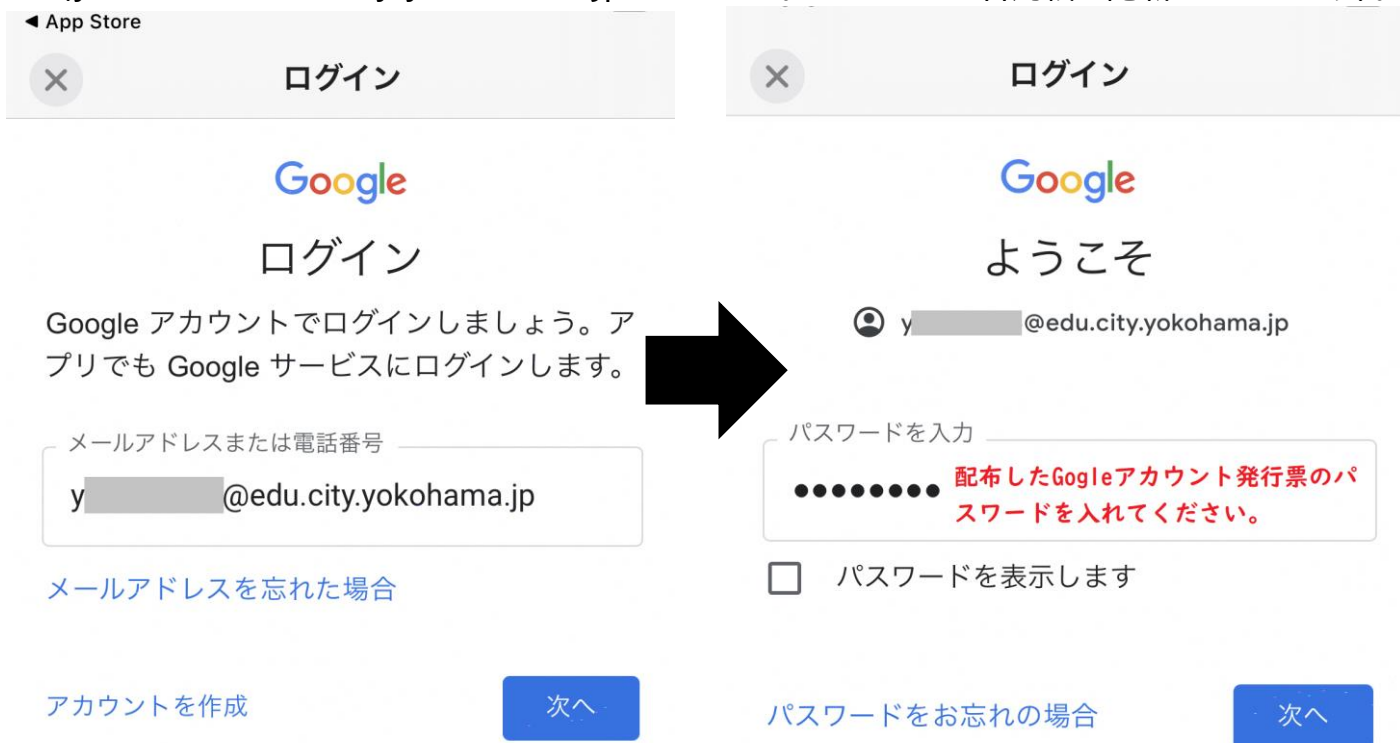 ◀ App Store
ログイン
Google
ログイン
Google アカウントでログインしましょう。ア
プリでも Google サービスにログインします。
メールアドレスまたは電話番号
y @edu.city.yokohama.jp
メールアドレスを忘れた場合
アカウントを作成
次へ
ログイン
Google
ようこそ
y @edu.city.yokohama.jp
パスワードを入力
●●●●●●●● 配布したGogleアカウント発行票のパ
スワードを入れてください。
パスワードを表示します
パスワードをお忘れの場合
次へ